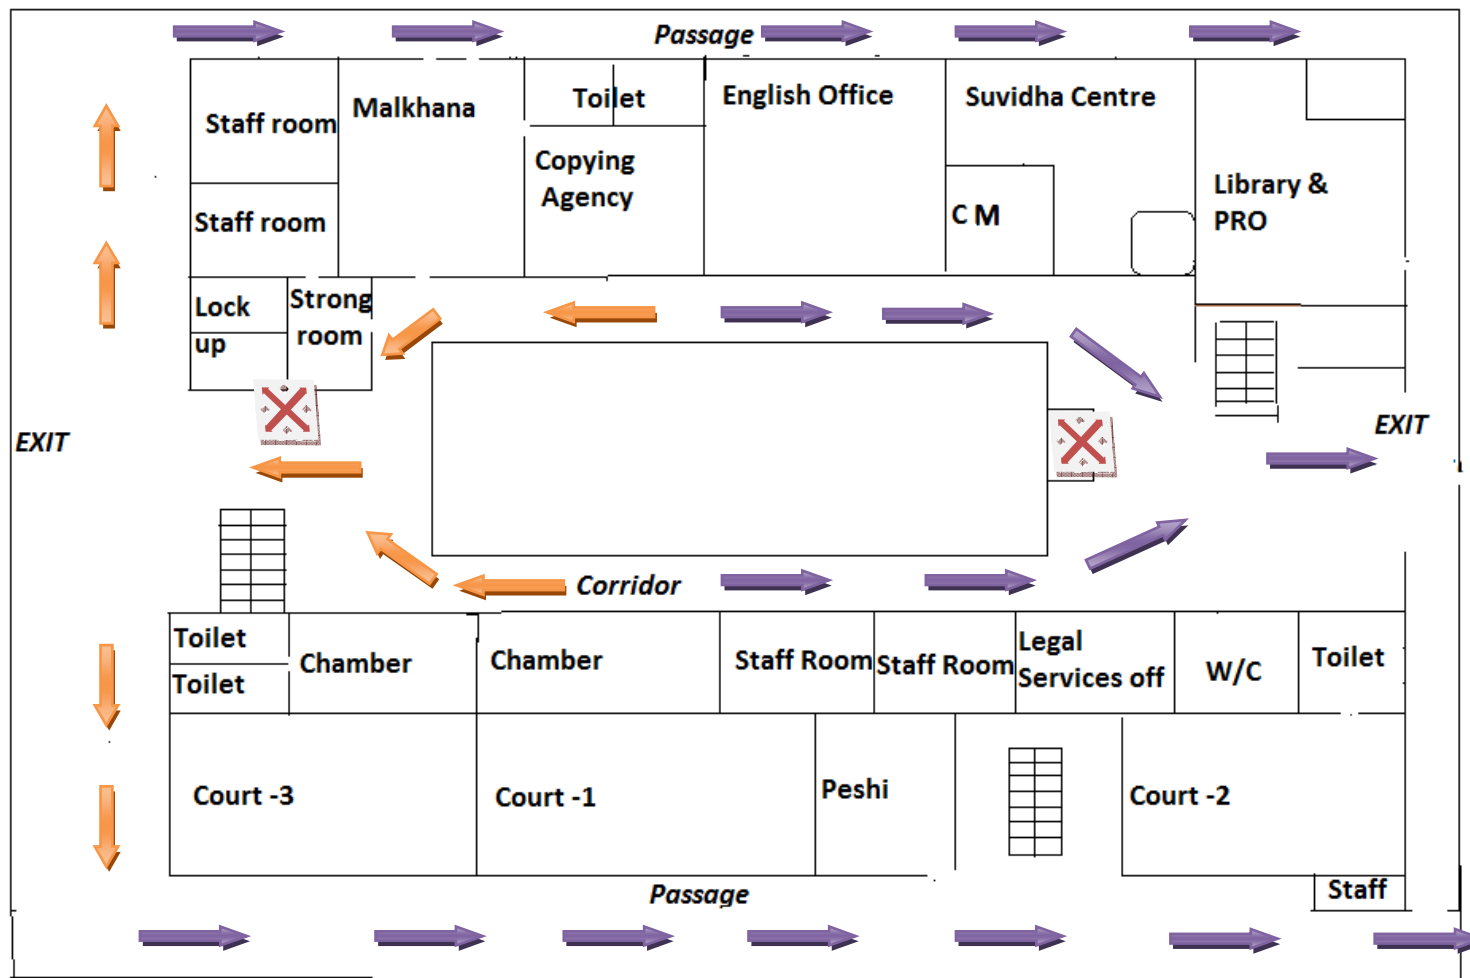 Passage
Staff room
Malkhana
Toilet
English Office
Suvidha Centre
Copying
Agency
Library &
PRO
Staff room
C M
Lock
up
Strong
room
EXIT
EXIT
Corridor
Toilet
Toilet
Chamber
Chamber
Staff Room
Staff Room
Legal
Services off
W/C
Toilet
Court -3
Court -1
Peshi
Court -2
Passage
Staff